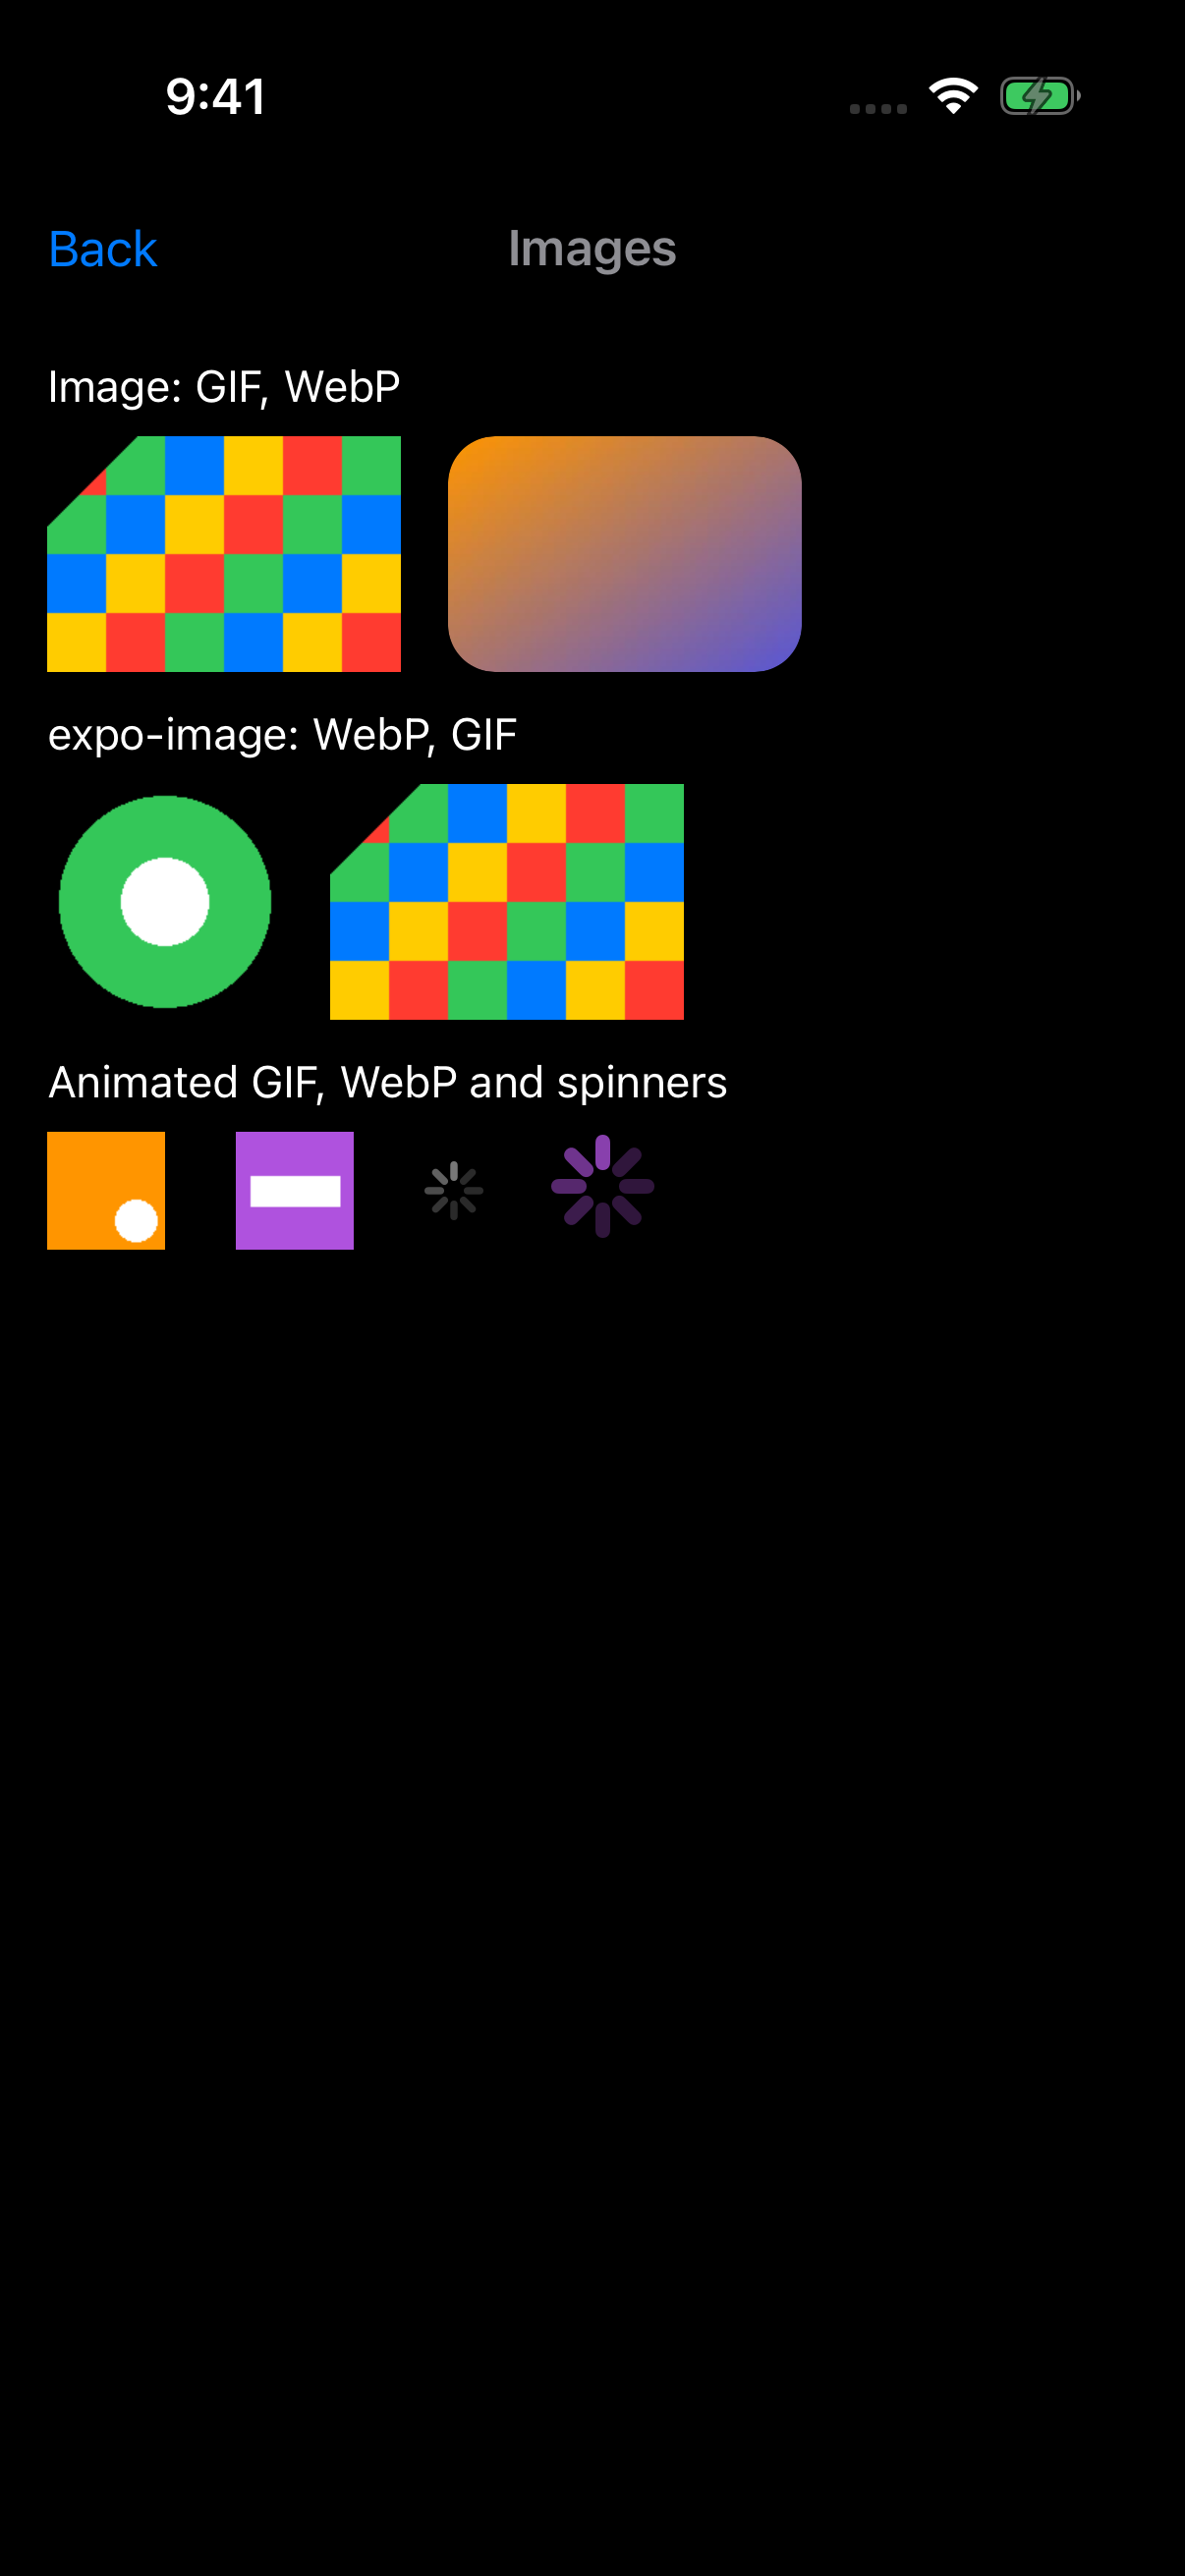 9:41
Back
Images
Image: GIF, WebP
expo-image: WebP, GIF
Animated GIF, WebP and spinners